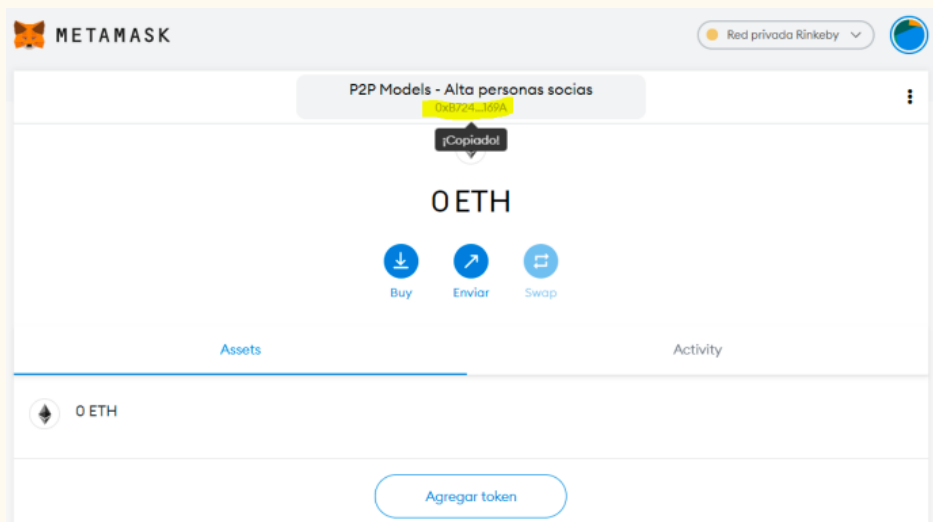 METAMASK
Red privada Rinkeby
P2P Models - Alta personas socias
0xB724...169A
¡Copiado!
0 ETH
Buy
Enviar
Swap
Assets
Activity
0 ETH
Agregar token